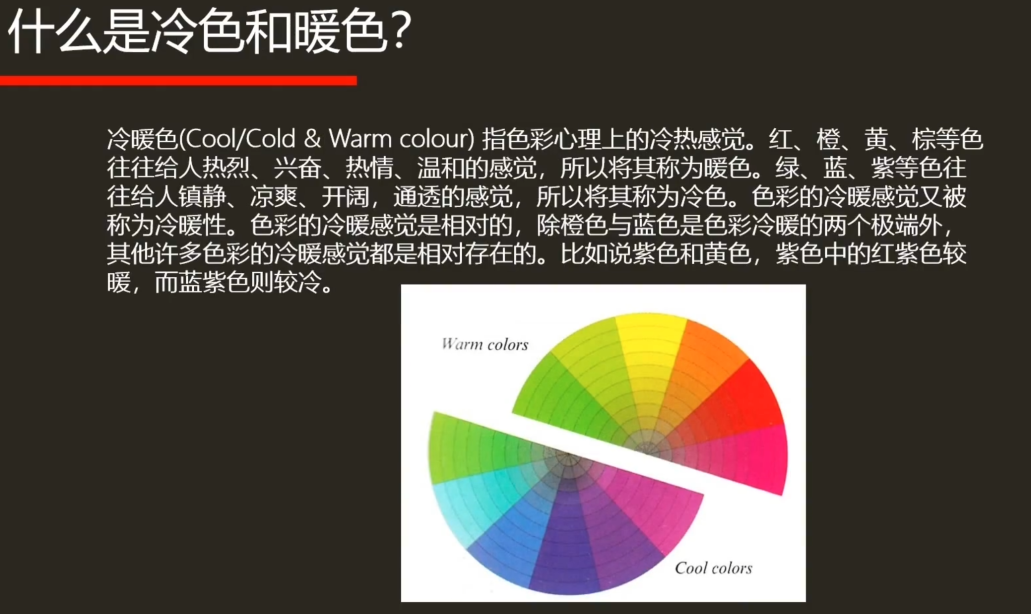 什么是冷色和暖色？
冷暖色(Cool/Cold & Warm colour) 指色彩心理上的冷热感觉。红、橙、黄、棕等色
往往给人热烈、兴奋、热情、温和的感觉，所以将其称为暖色。绿、蓝、紫等色往
往给人镇静、凉爽、开阔，通透的感觉，所以将其称为冷色。色彩的冷暖感觉又被
称为冷暖性。色彩的冷暖感觉是相对的，除橙色与蓝色是色彩冷暖的两个极端外，
其他许多色彩的冷暖感觉都是相对存在的。比如说紫色和黄色，紫色中的红紫色较
暖，而蓝紫色则较冷。
Warm colors
Cool colors